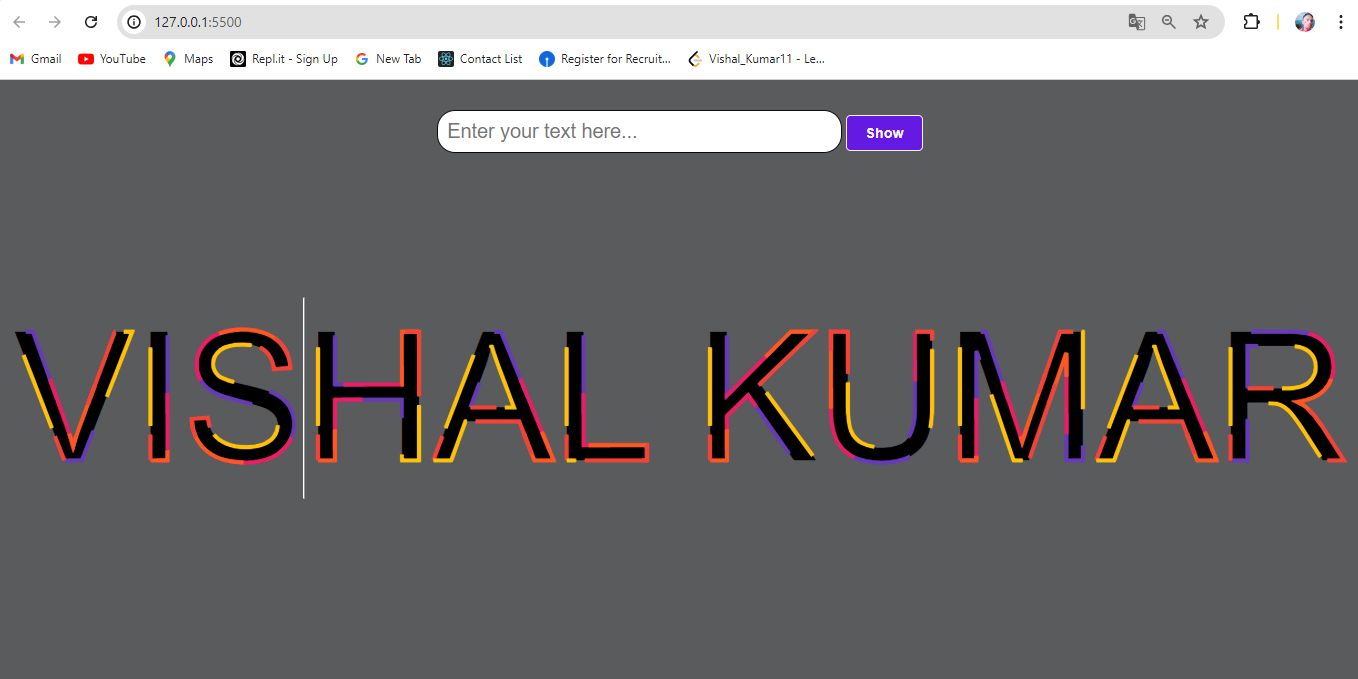 127.0.0.1:5500
Gmail YouTube Maps Repl.it - Sign Up New Tab Contact List Register for Recruit... Vishal_Kumar11 - Le...
Enter your text here... Show
VISHAL KUMAR